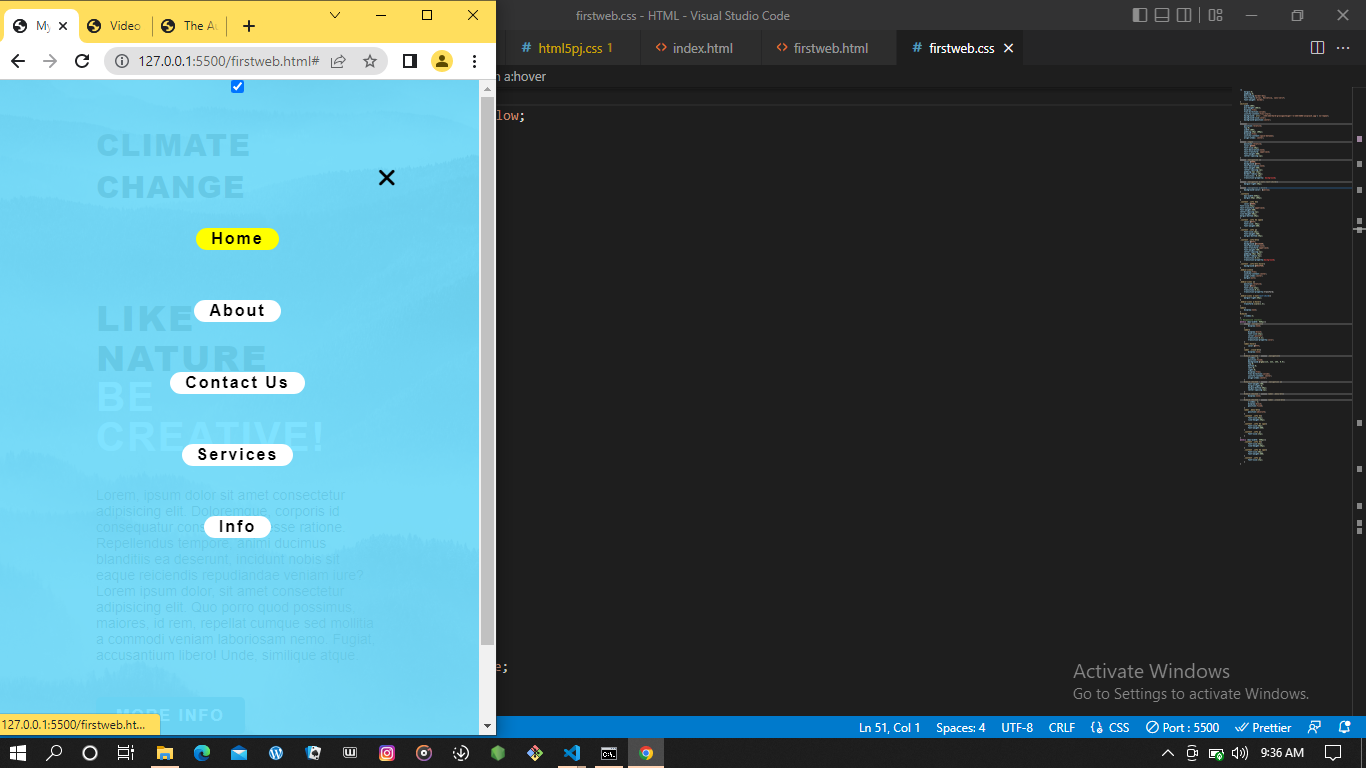 firstweb.css - HTML - Visual Studio Code
My
Video
The Au
127.0.0.1:5500/firstweb.html#
html5pj.css 1
index.html
firstweb.html
firstweb.css
a:hover
low;
CLIMATE
CHANGE
Home
About
LIKE
NATURE
Contact Us
BE
CREATIVE!
Services
Lorem, ipsum dolor sit amet consectetur
adipisicing elit. Doloremque, corporis id
consequatur cons esse ratione
Info
Repellendus tempore, animi ducimus
blanditiis ea deserunt, incidunt nobis sit
eaque reiciendis repudiandae veniam iure?
Lorem ipsum dolor, sit amet consectetur
adipisicing elit. Quo porro quod possimus,
maiores, id rem, repellat cumque sed mollitia
a commodi veniam laboriosam nemo. Fugiat,
accusantium libero! Unde, similique atque.
e;
MORE INFO
127.0.0.1:5500/firstweb.ht...
Activate Windows
Go to Settings to activate Windows.
Ln 51, Col 1
Spaces: 4
UTF-8
CRLF
CSS
Port : 5500
Prettier
9:36 AM